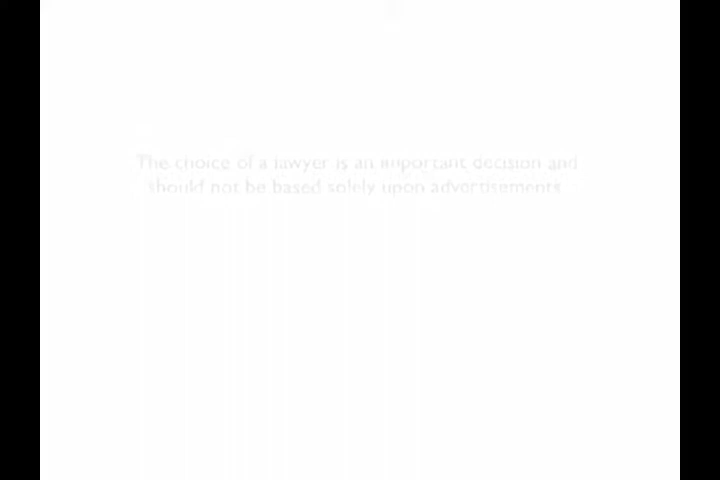 The choice of a lawyer is an important decision and
should not be based solely upon advertisements